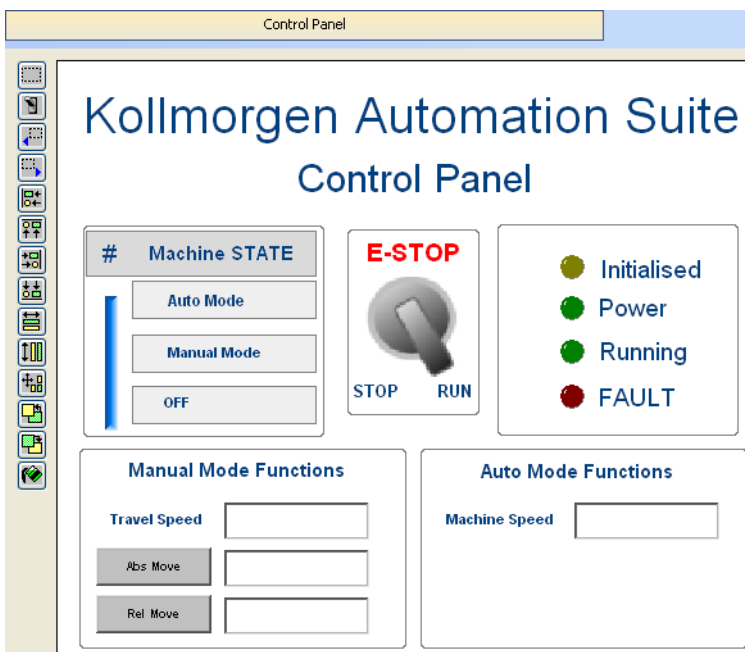 Control Panel
Kollmorgen Automation Suite
Control Panel
# Machine STATE
Auto Mode
Manual Mode
OFF
E-STOP
STOP RUN
Initialised
Power
Running
FAULT
Manual Mode Functions
Travel Speed
Abs Move
Rel Move
Auto Mode Functions
Machine Speed